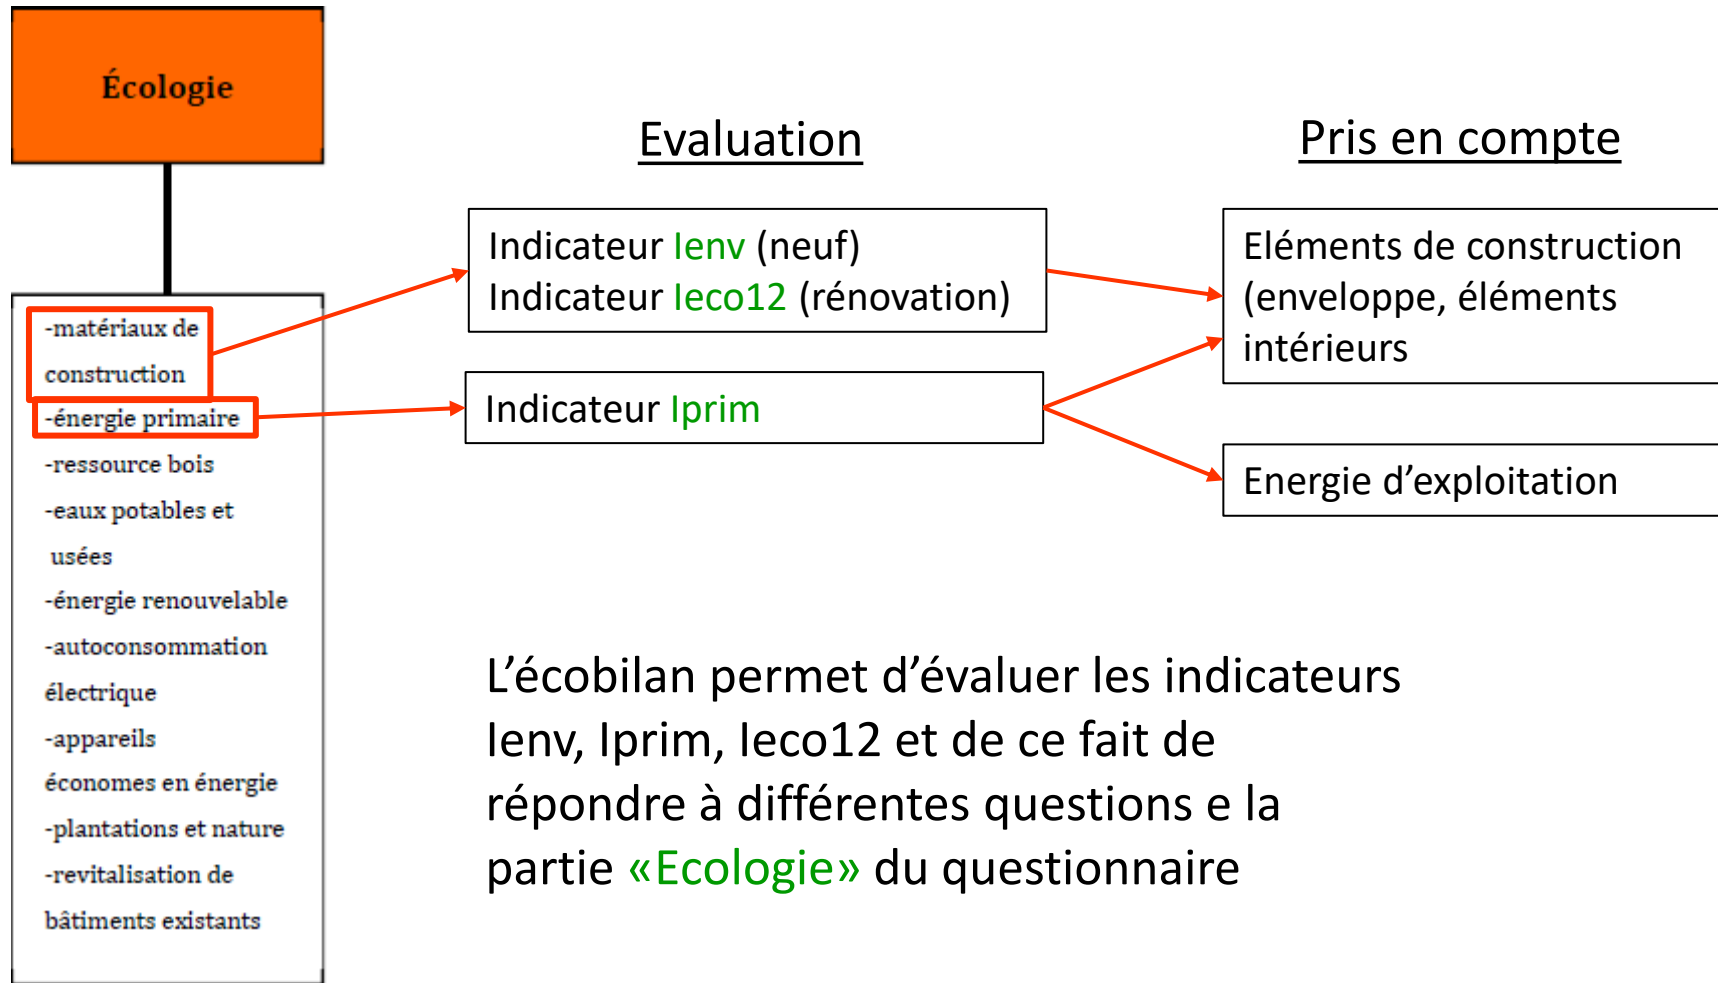 Écologie
-matériaux de
construction
-énergie primaire
-ressource bois
-eaux potables et
usées
-énergie renouvelable
-autoconsommation
électrique
-appareils
économes en énergie
-plantations et nature
-revitalisation de
bâtiments existants
Evaluation
Indicateur Ienv (neuf)
Indicateur Ieco12 (rénovation)
Indicateur Iprim
Pris en compte
Eléments de construction
(enveloppe, éléments
intérieurs
Energie d’exploitation
L’écobilan permet d’évaluer les indicateurs
Ienv, Iprim, Ieco12 et de ce fait de
répondre à différentes questions e la
partie «Ecologie» du questionnaire